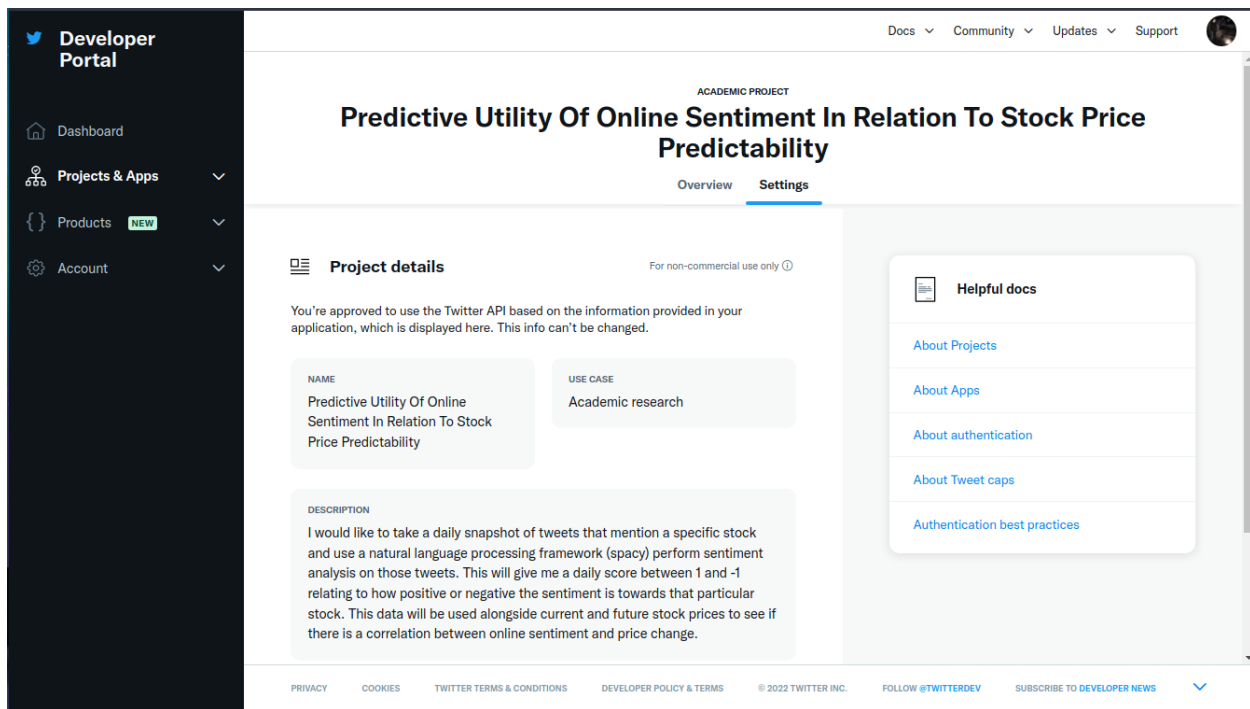 Developer
Portal
Dashboard
Projects & Apps
Products NEW
Account
Docs Community Updates Support
ACADEMIC PROJECT
Predictive Utility Of Online Sentiment In Relation To Stock Price
Predictability
Overview Settings
Project details
For non-commercial use only
You're approved to use the Twitter API based on the information provided in your
application, which is displayed here. This info can't be changed.
NAME
Predictive Utility Of Online
Sentiment In Relation To Stock
Price Predictability
USE CASE
Academic research
DESCRIPTION
I would like to take a daily snapshot of tweets that mention a specific stock
and use a natural language processing framework (spacy) perform sentiment
analysis on those tweets. This will give me a daily score between 1 and -1
relating to how positive or negative the sentiment is towards that particular
stock. This data will be used alongside current and future stock prices to see if
there is a correlation between online sentiment and price change.
Helpful docs
About Projects
About Apps
About authentication
About Tweet caps
Authentication best practices
PRIVACY COOKIES TWITTER TERMS & CONDITIONS DEVELOPER POLICY & TERMS © 2022 TWITTER INC. FOLLOW @TWITTERDEV SUBSCRIBE TO DEVELOPER NEWS